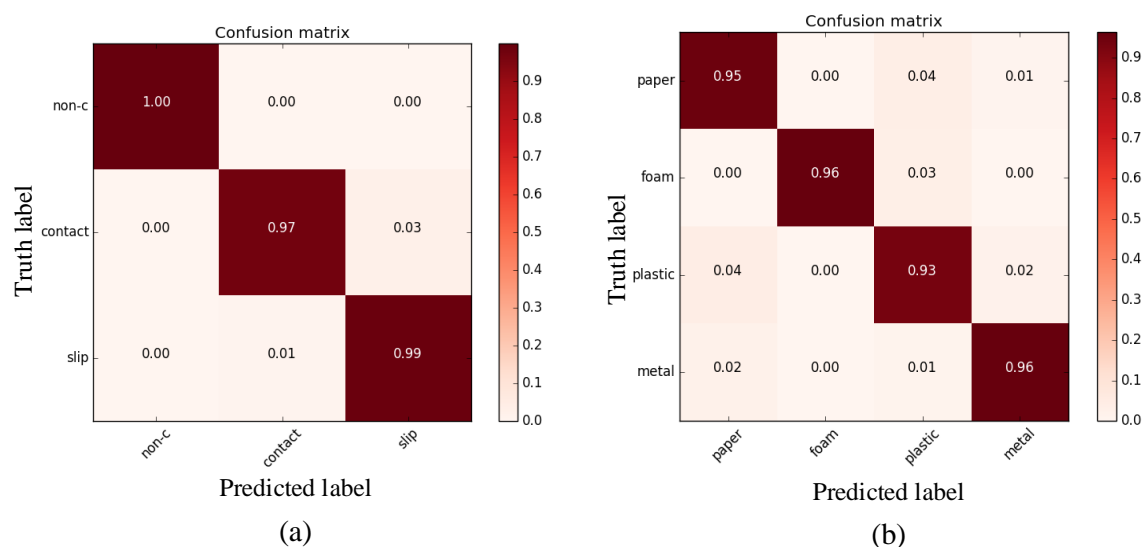 Confusion matrix
non-c 1.00 0.00 0.00
contact 0.00 0.97 0.03
slip 0.00 0.01 0.99
non-c contact slip
0.9
0.8
0.7
0.6
0.5
0.4
0.3
0.2
0.1
0.0
Truth label
Predicted label
(a)
Confusion matrix
paper 0.95 0.00 0.04 0.01
foam 0.00 0.96 0.03 0.00
plastic 0.04 0.00 0.93 0.02
metal 0.02 0.00 0.01 0.96
paper foam plastic metal
0.9
0.8
0.7
0.6
0.5
0.4
0.3
0.2
0.1
0.0
Truth label
Predicted label
(b)